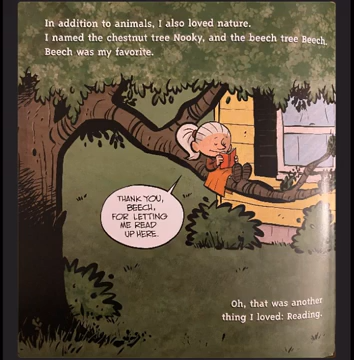 In addition to animals, I also loved nature.
I named the chestnut tree Nooky, and the beech tree Beech.
Beech was my favorite.
THANK YOU,
BEECH,
FOR LETTING
ME READ
UP HERE.
Oh, that was another
thing I loved: Reading.